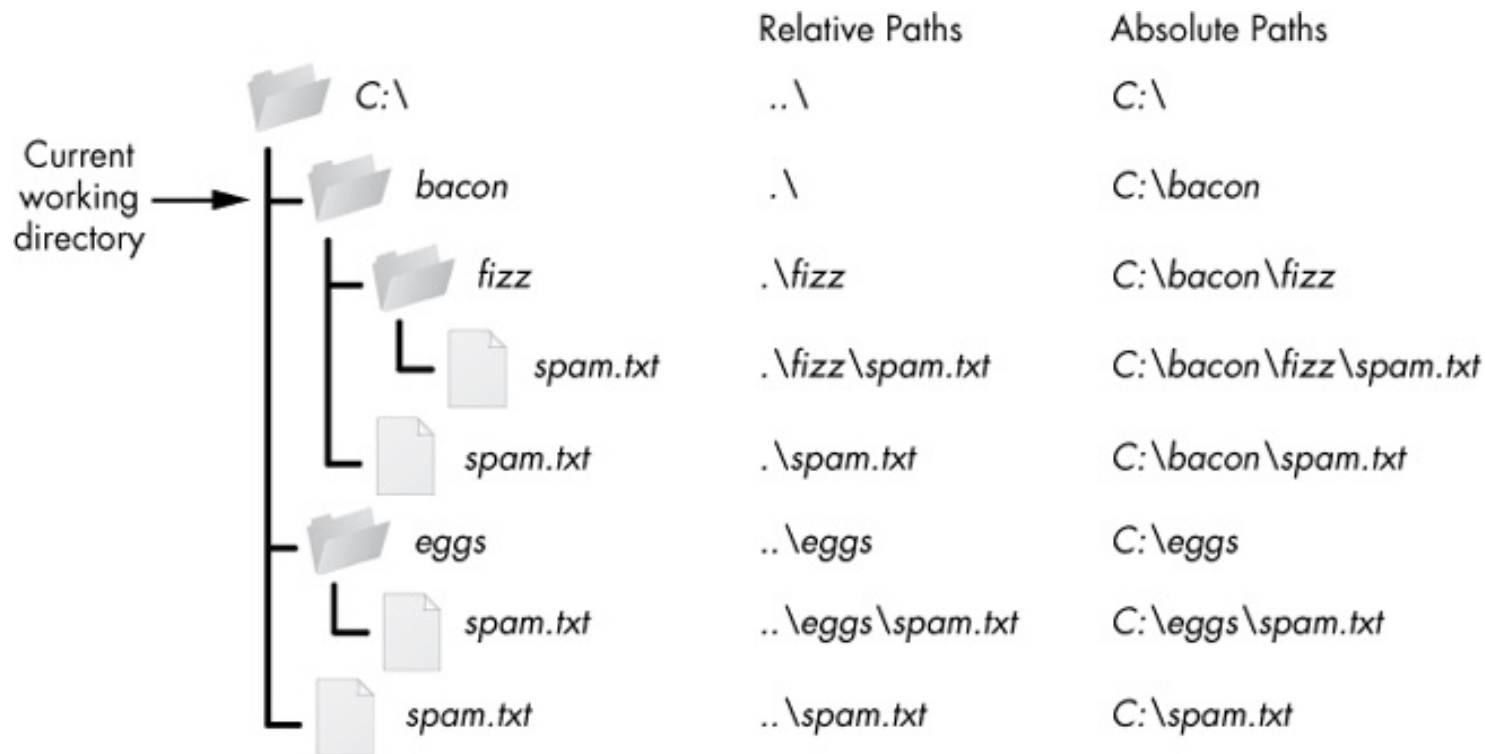 Relative Paths Absolute Paths
C:\ ..\ C:\
Current
working
directory
bacon .\ C:\bacon
fizz .\fizz C:\bacon\fizz
spam.txt .\fizz\spam.txt C:\bacon\fizz\spam.txt
spam.txt .\spam.txt C:\bacon\spam.txt
eggs ..\eggs C:\eggs
spam.txt ..\eggs\spam.txt C:\eggs\spam.txt
spam.txt ..\spam.txt C:\spam.txt